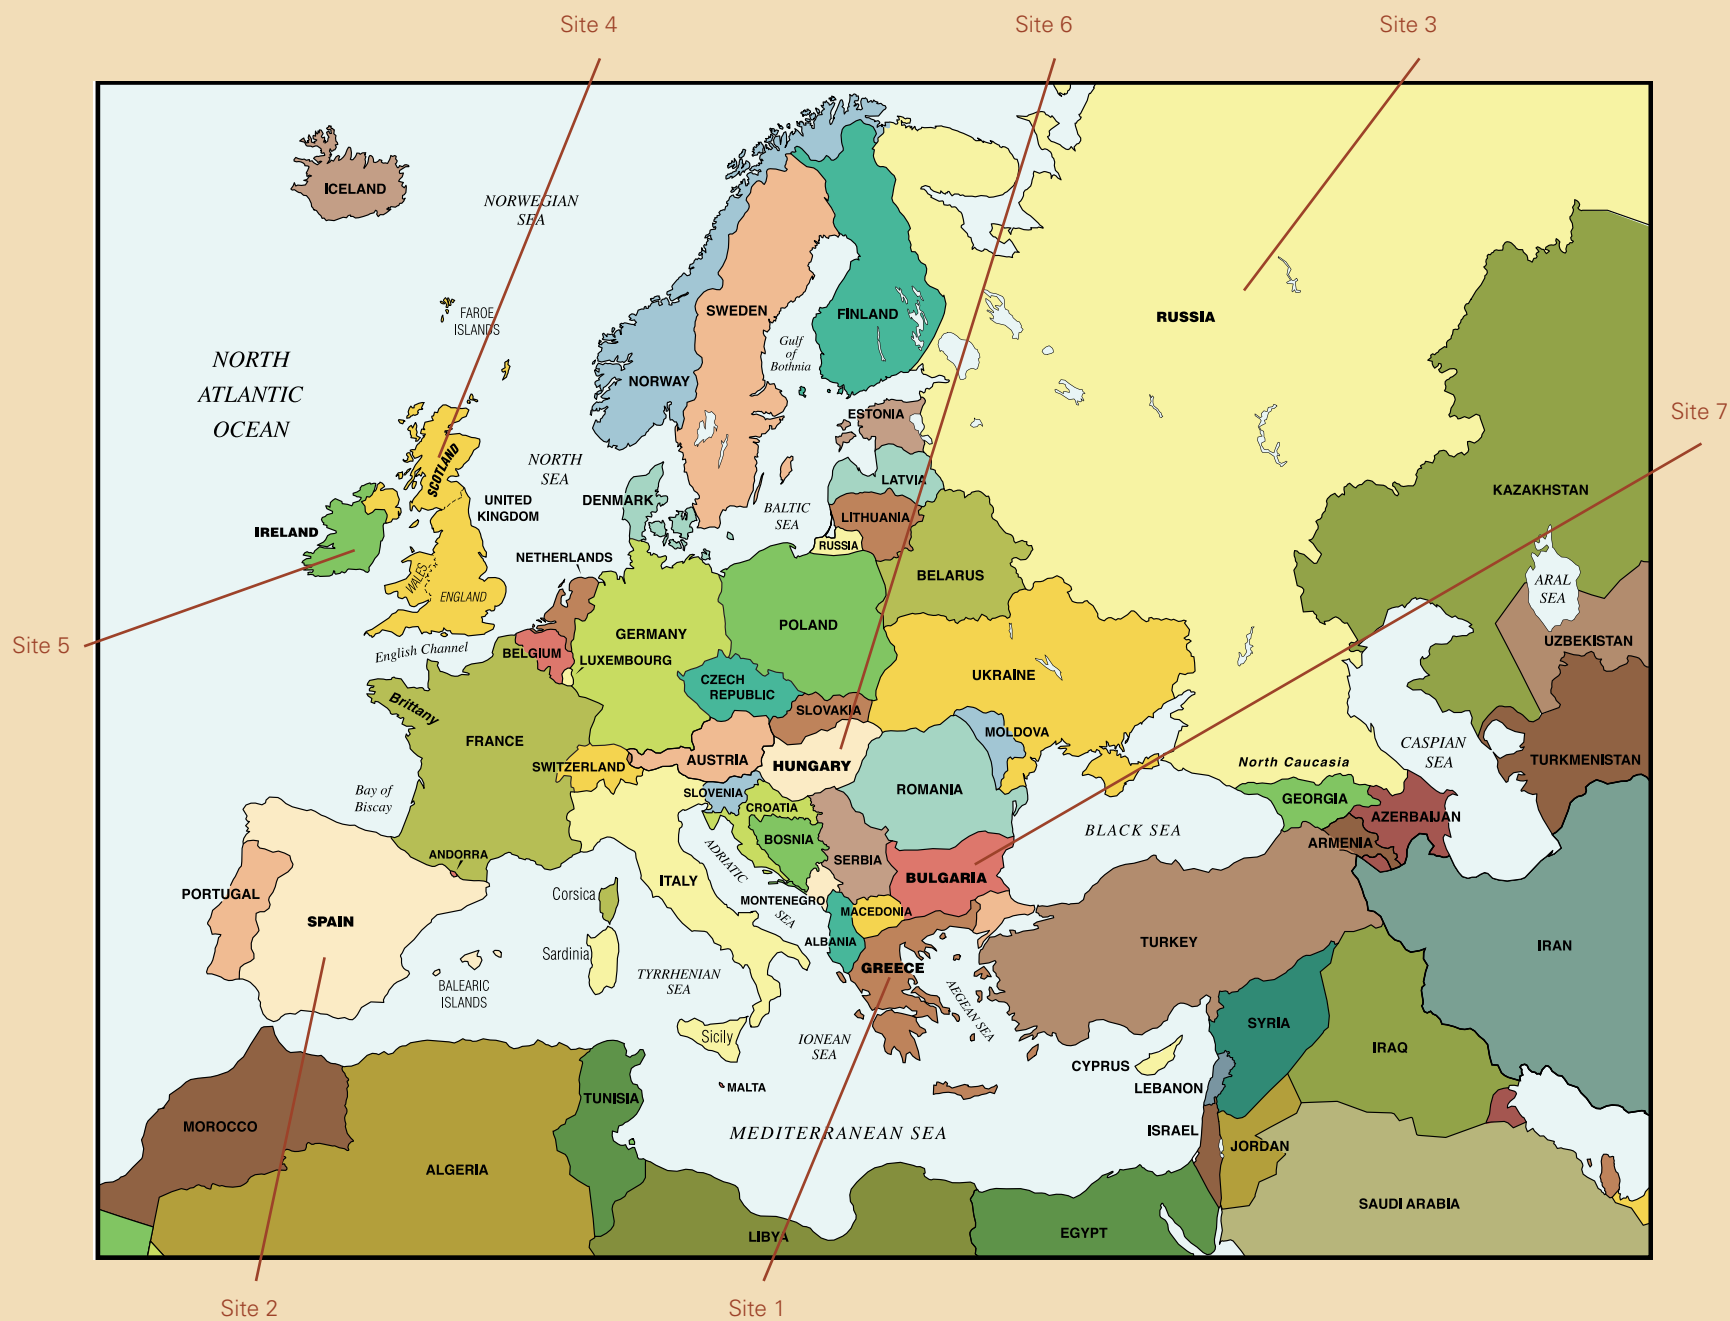 Site 4
Site 6
Site 3
ICELAND
NORWEGIAN
SEA
FAROE
ISLANDS
SWEDEN
FINLAND
RUSSIA
NORTH
ATLANTIC
OCEAN
Gulf
of
Bothnia
NORWAY
ESTONIA
Site 7
SCOTLAND
NORTH
SEA
LATVIA
KAZAKHSTAN
UNITED
KINGDOM
DENMARK
BALTIC
SEA
LITHUANIA
IRELAND
RUSSIA
NETHERLANDS
WALES
ENGLAND
BELARUS
ARAL
SEA
Site 5
English Channel
BELGIUM
GERMANY
LUXEMBOURG
POLAND
UZBEKISTAN
CZECH
REPUBLIC
UKRAINE
Brittany
SLOVAKIA
FRANCE
MOLDOVA
CASPIAN
SEA
SWITZERLAND
AUSTRIA
HUNGARY
North Caucasia
TURKMENISTAN
Bay of
Biscay
SLOVENIA
CROATIA
ROMANIA
GEORGIA
AZERBAIJAN
BOSNIA
BLACK SEA
ARMENIA
ANDORRA
ADRIATIC
SEA
SERBIA
PORTUGAL
Corsica
ITALY
BULGARIA
MONTENEGRO
MACEDONIA
SPAIN
ALBANIA
TURKEY
IRAN
Sardinia
GREECE
BALEARIC
ISLANDS
TYRRHENIAN
SEA
AEGEAN SEA
Sicily
IONEAN
SEA
SYRIA
IRAQ
CYPRUS
MALTA
LEBANON
TUNISIA
MOROCCO
MEDITERRANEAN SEA
ISRAEL
JORDAN
ALGERIA
SAUDI ARABIA
LIBYA
EGYPT
Site 2
Site 1